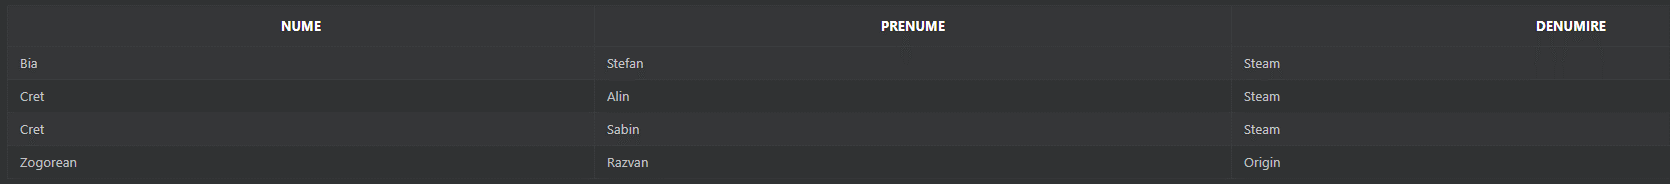 NUME PRENUME DENUMIRE
Bia Stefan Steam
Cret Alin Steam
Cret Sabin Steam
Zogorean Razvan Origin